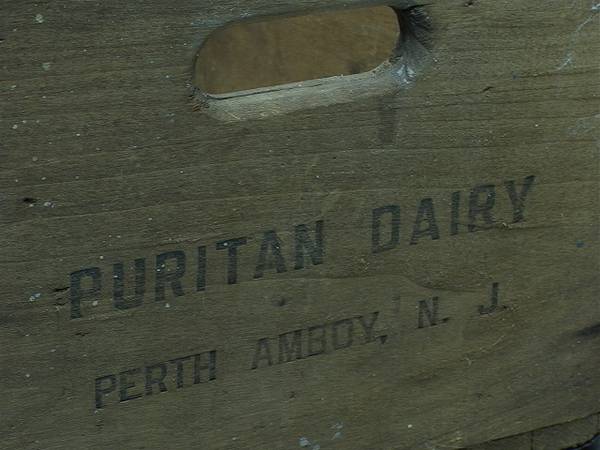 PURITAN DAIRY
PERTH AMBOY, N. J.